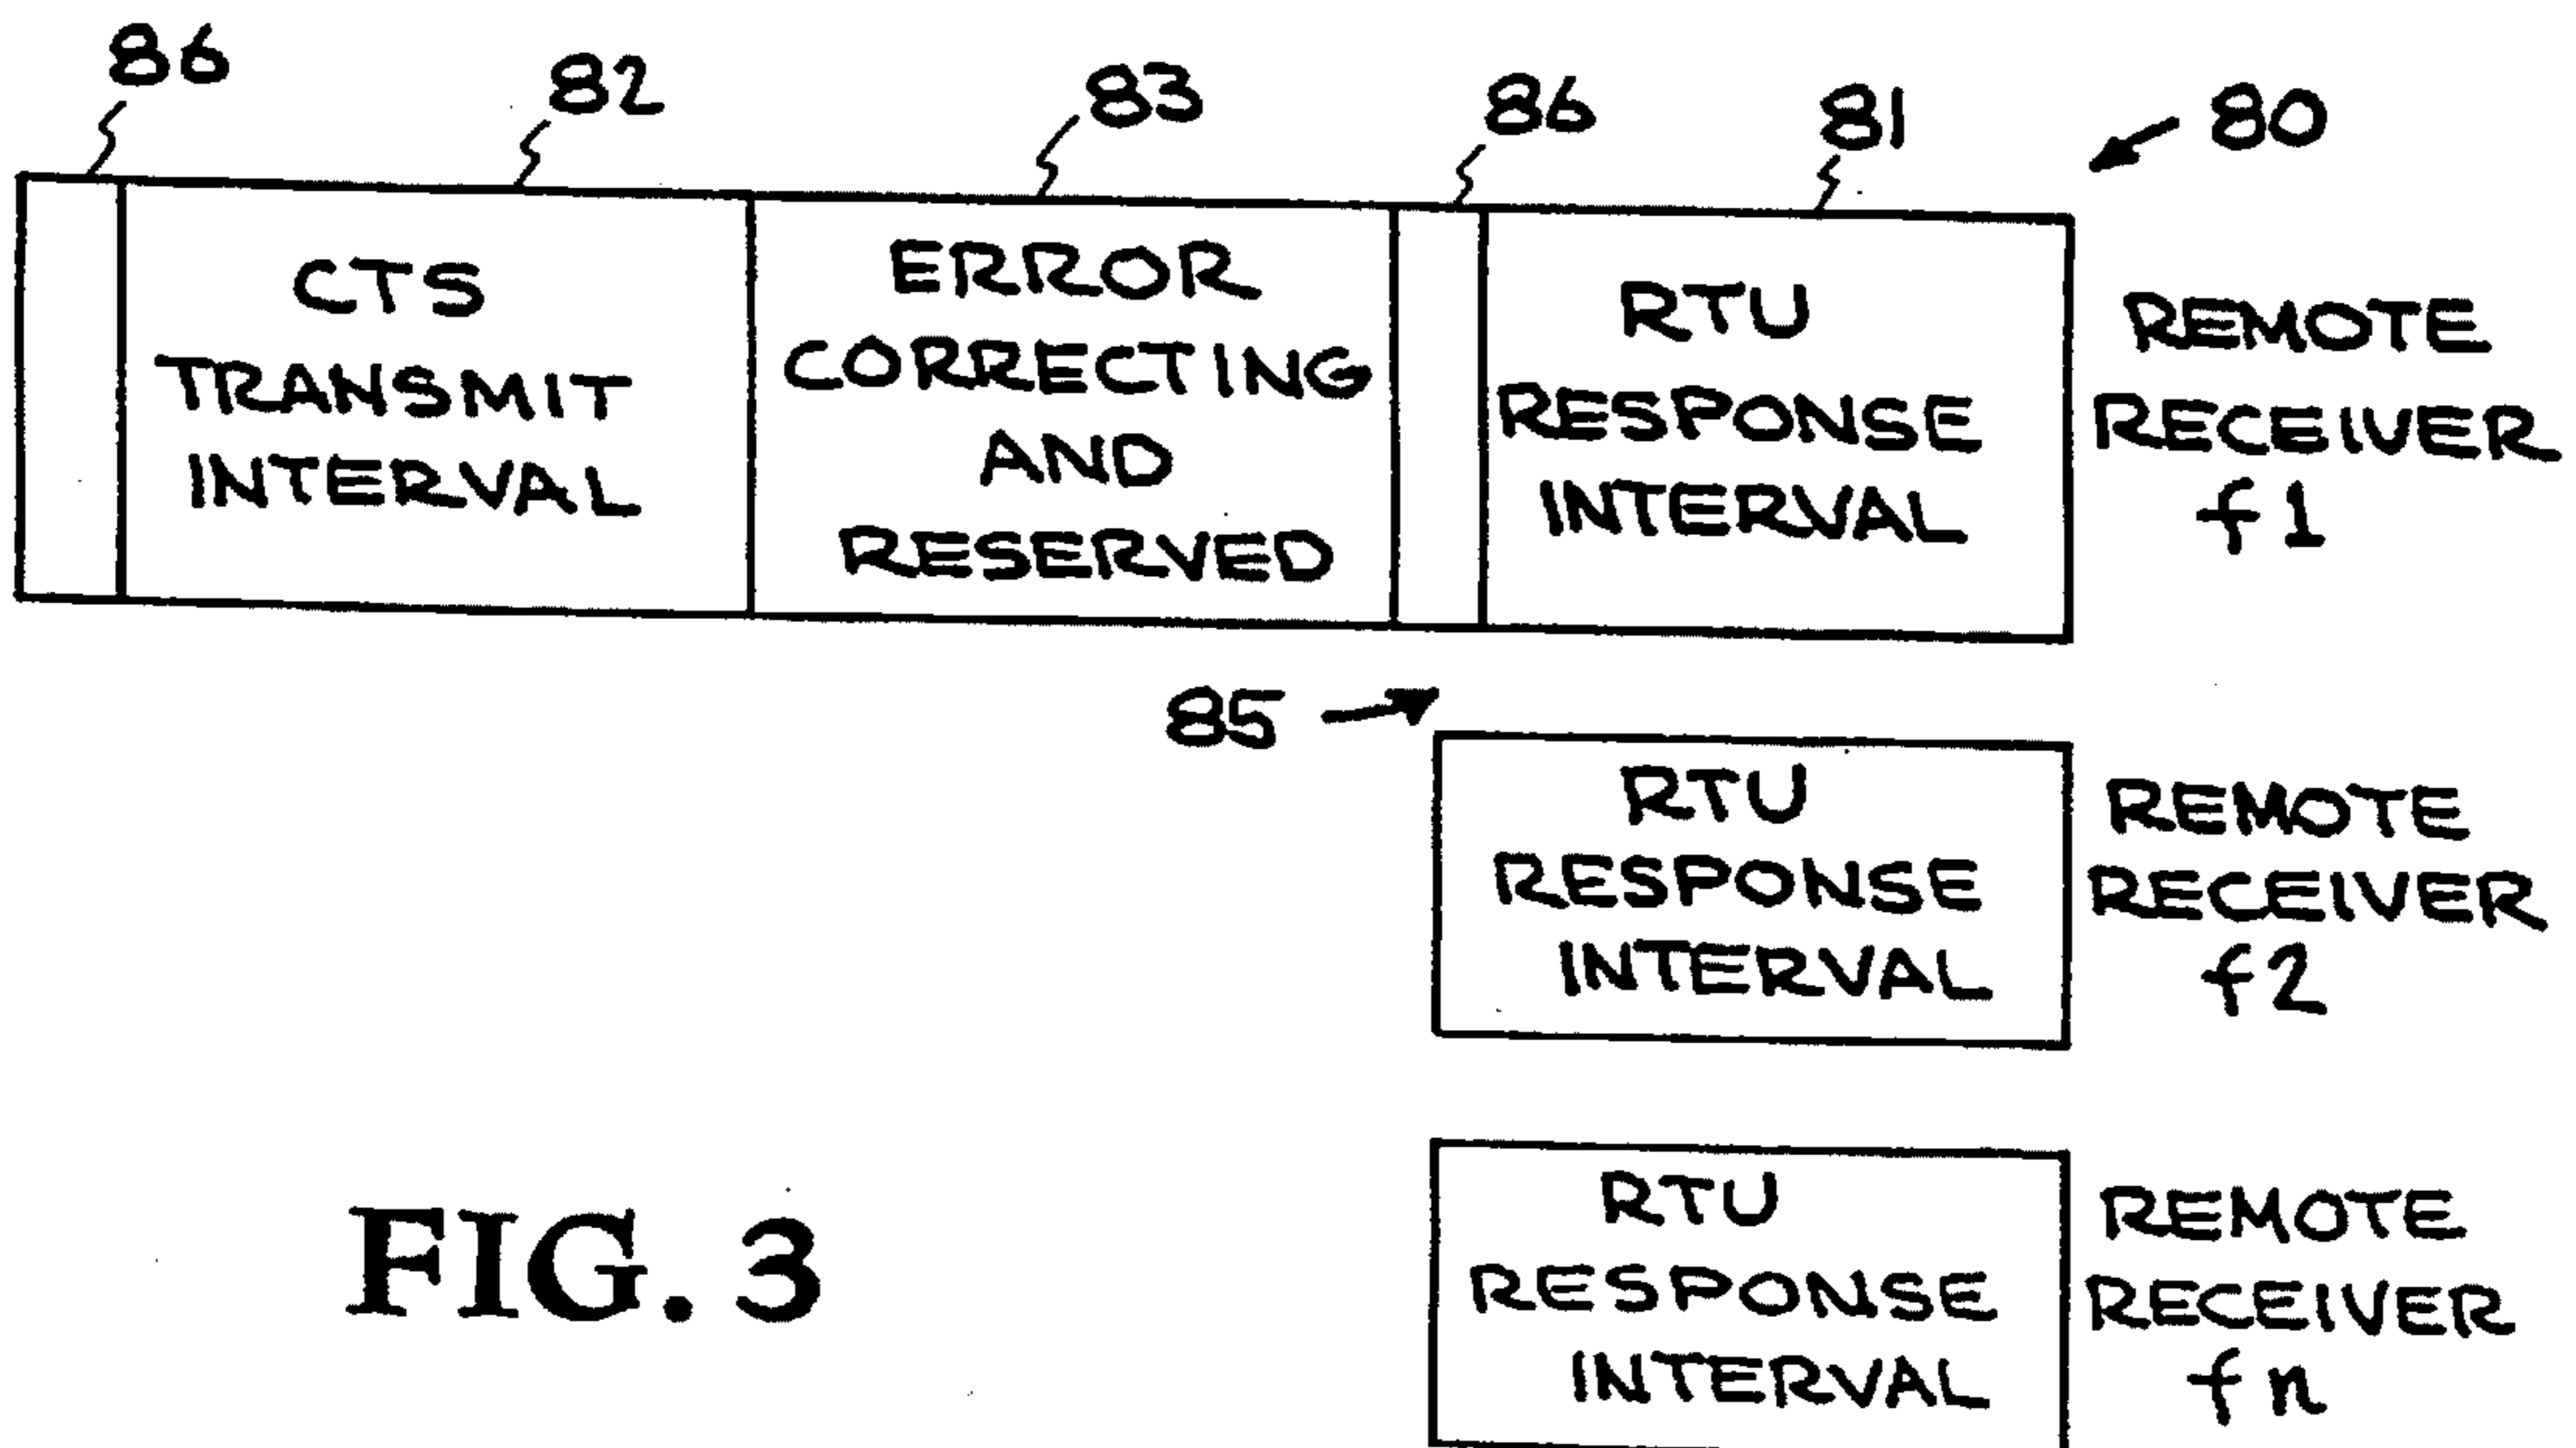 86
82
83
86
81
80
CTS
TRANSMIT
INTERVAL
ERROR
CORRECTING
AND
RESERVED
RTU
RESPONSE
INTERVAL
REMOTE
RECEIVER
f1
85
RTU
RESPONSE
INTERVAL
REMOTE
RECEIVER
f2
RTU
RESPONSE
INTERVAL
REMOTE
RECEIVER
fn
FIG. 3